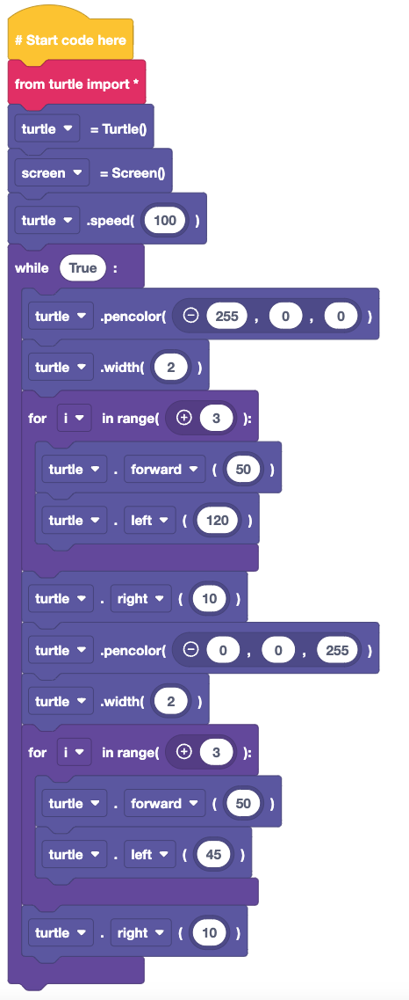 # Start code here
from turtle import *
turtle = Turtle()
screen = Screen()
turtle .speed( 100 )
while True :
turtle .pencolor( 255 , 0 , 0 )
turtle .width( 2 )
for i in range( 3 ):
turtle . forward ( 50 )
turtle . left ( 120 )
turtle . right ( 10 )
turtle .pencolor( 0 , 0 , 255 )
turtle .width( 2 )
for i in range( 3 ):
turtle . forward ( 50 )
turtle . left ( 45 )
turtle . right ( 10 )